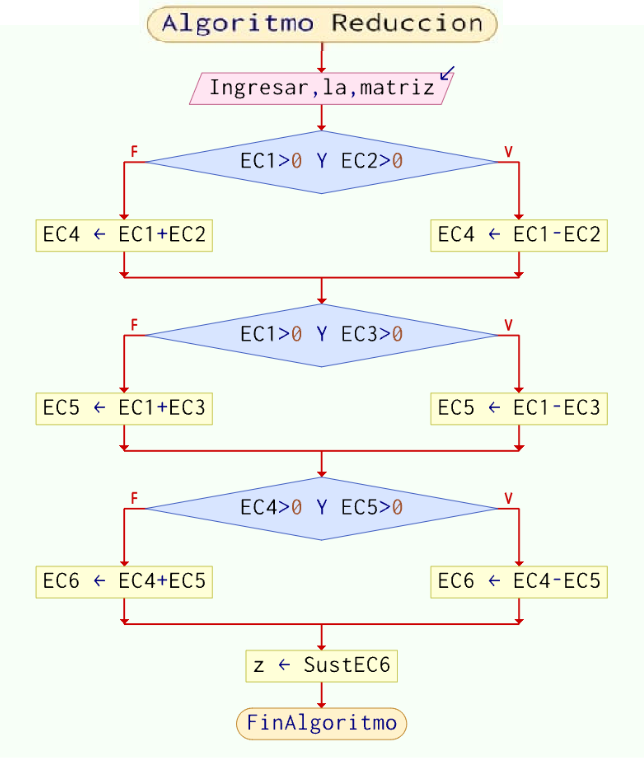 Algoritmo Reduccion
Ingresar,la,matriz
F
V
EC1>0 Y EC2>0
EC4 ← EC1+EC2
EC4 ← EC1-EC2
F
V
EC1>0 Y EC3>0
EC5 ← EC1+EC3
EC5 ← EC1-EC3
F
V
EC4>0 Y EC5>0
EC6 ← EC4+EC5
EC6 ← EC4-EC5
z ← SustEC6
FinAlgoritmo